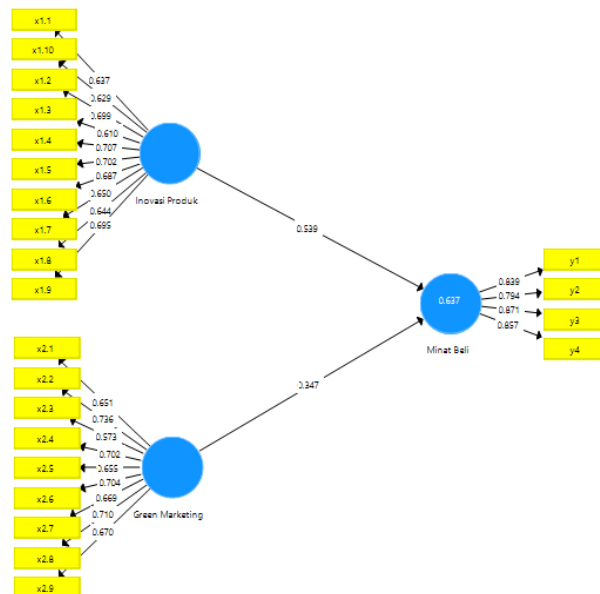 x1.1
x1.10
x1.2
x1.3
x1.4
x1.5
x1.6
x1.7
x1.8
x1.9
0.637
0.629
0.699
0.610
0.707
0.702
0.687
0.650
0.644
0.695
Inovasi Produk
0.539
0.637
Minat Beli
0.839
0.794
0.871
0.857
y1
y2
y3
y4
0.347
x2.1
x2.2
x2.3
x2.4
x2.5
x2.6
x2.7
x2.8
x2.9
0.651
0.736
0.573
0.702
0.655
0.704
0.669
0.710
0.670
Green Marketing